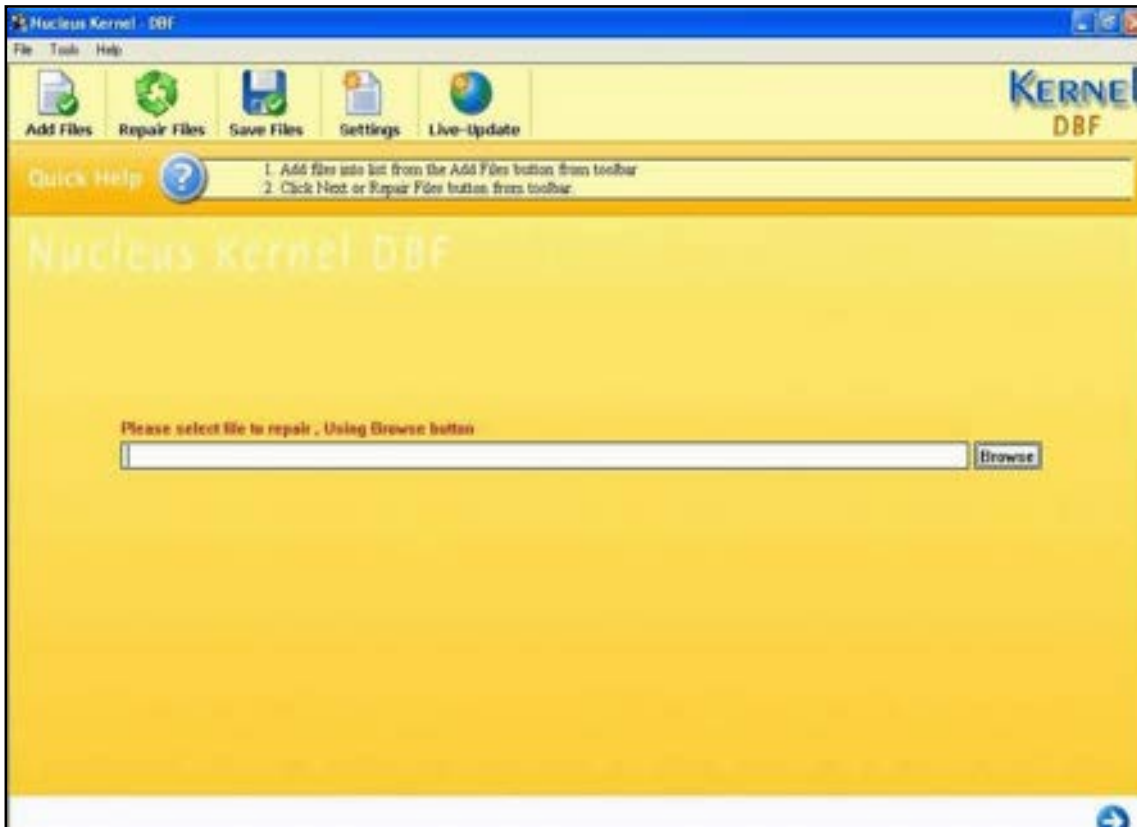 Nucleus Kernel - DBF
File Tools Help
Add Files Repair Files Save Files Settings Live-Update
KERNEL
DBF
Quick Help
1. Add files into list from the Add Files button from toolbar
2. Click Next or Repair Files button from toolbar.
Nucleus Kernel DBF
Please select file to repair , Using Browse button
Browse